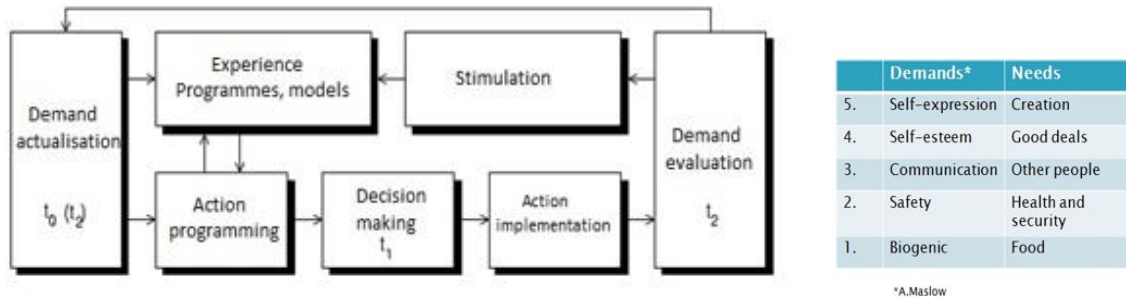 Demand
actualisation
t0 (t2)
Experience
Programmes, models
Stimulation
Action
programming
Decision
making
t1
Action
implementation
Demand
evaluation
t2
Demands* Needs
5. Self-expression Creation
4. Self-esteem Good deals
3. Communication Other people
2. Safety Health and
security
1. Biogenic Food
*A.Maslow